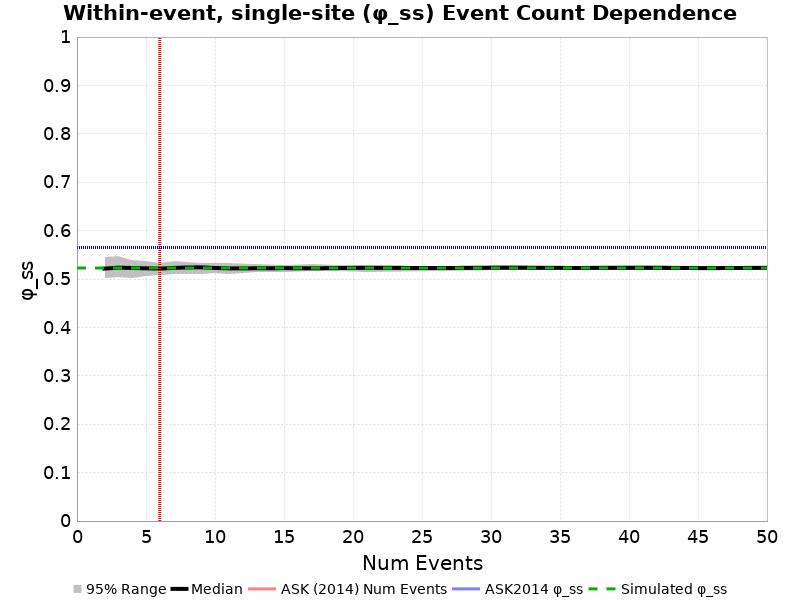 Within-event, single-site (φ_ss) Event Count Dependence
1
0.9
0.8
0.7
0.6
0.5
0.4
0.3
0.2
0.1
0
φ_ss
0 5 10 15 20 25 30 35 40 45 50
Num Events
95% Range Median ASK (2014) Num Events ASK2014 φ_ss Simulated φ_ss